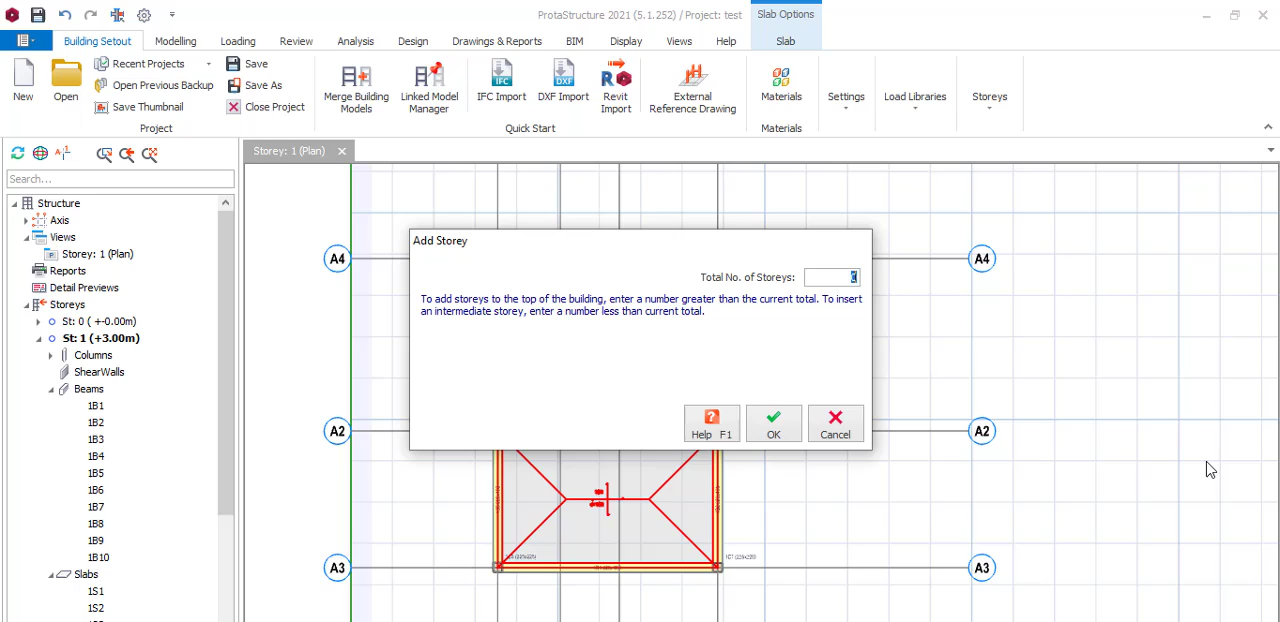 ProtaStructure 2021 (5.1.252) / Project: test
Slab Options
Building Setout
Modelling
Loading
Review
Analysis
Design
Drawings & Reports
BIM
Display
Views
Help
Slab
New
Open
Recent Projects
Open Previous Backup
Save Thumbnail
Save
Save As
Close Project
Project
Merge Building
Models
Linked Model
Manager
IFC
IFC Import
DXF
DXF Import
Revit
Import
Quick Start
External
Reference Drawing
Materials
Materials
Settings
Load Libraries
Storeys
Storey: 1 (Plan)
Search...
Structure
Axis
Views
Storey: 1 (Plan)
Reports
Detail Previews
Storeys
St: 0 ( +-0.00m)
St: 1 (+3.00m)
Columns
ShearWalls
Beams
1B1
1B2
1B3
1B4
1B5
1B6
1B7
1B8
1B9
1B10
Slabs
1S1
1S2
A4
A4
A2
A2
A3
A3
Add Storey
Total No. of Storeys:
To add storeys to the top of the building, enter a number greater than the current total. To insert
an intermediate storey, enter a number less than current total.
Help F1
OK
Cancel